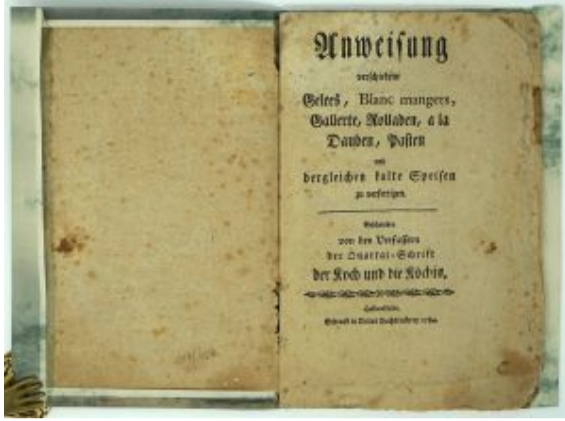 Anweisung
verschiedene
Gelees, Blanc mangers,
Gallerte, Rolladen, a la
Dauben, Pasten
und
dergleichen kalte Speisen
zu verfertigen.
von den Verfassern
der Quartal-Schrift
der Koch und die Köchin.